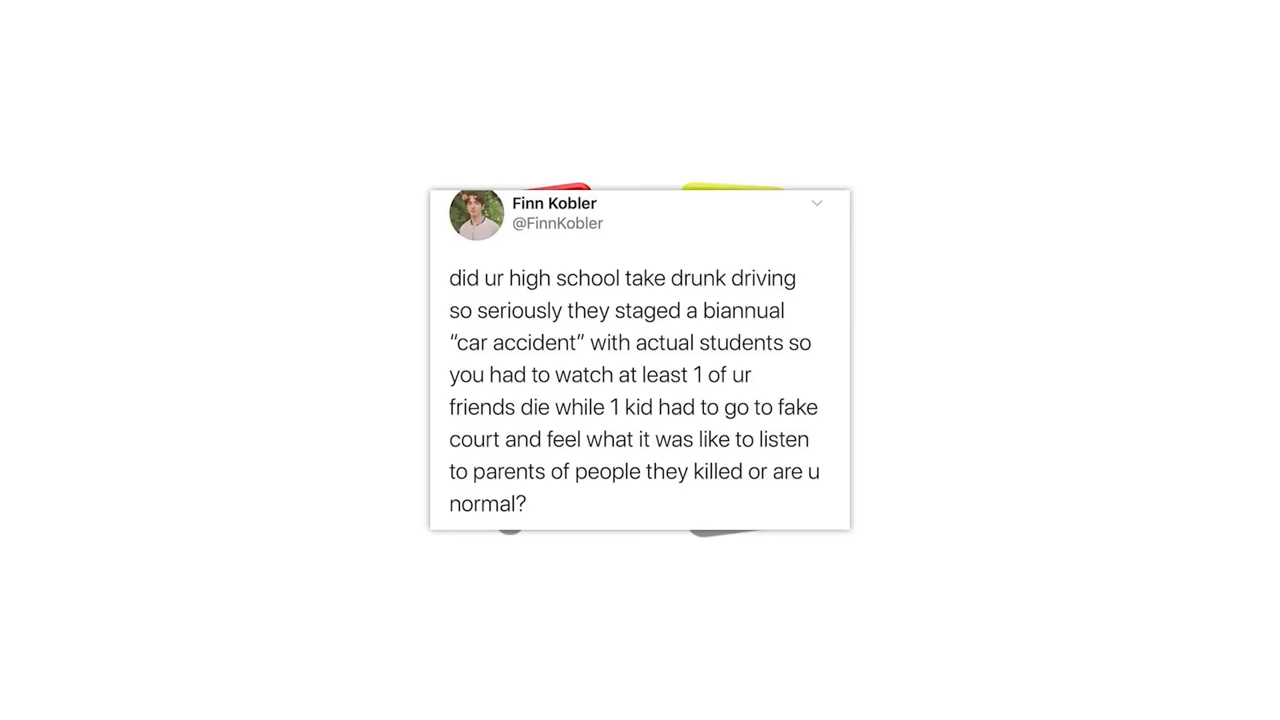 Finn Kobler
@FinnKobler
did ur high school take drunk driving
so seriously they staged a biannual
“car accident” with actual students so
you had to watch at least 1 of ur
friends die while 1 kid had to go to fake
court and feel what it was like to listen
to parents of people they killed or are u
normal?